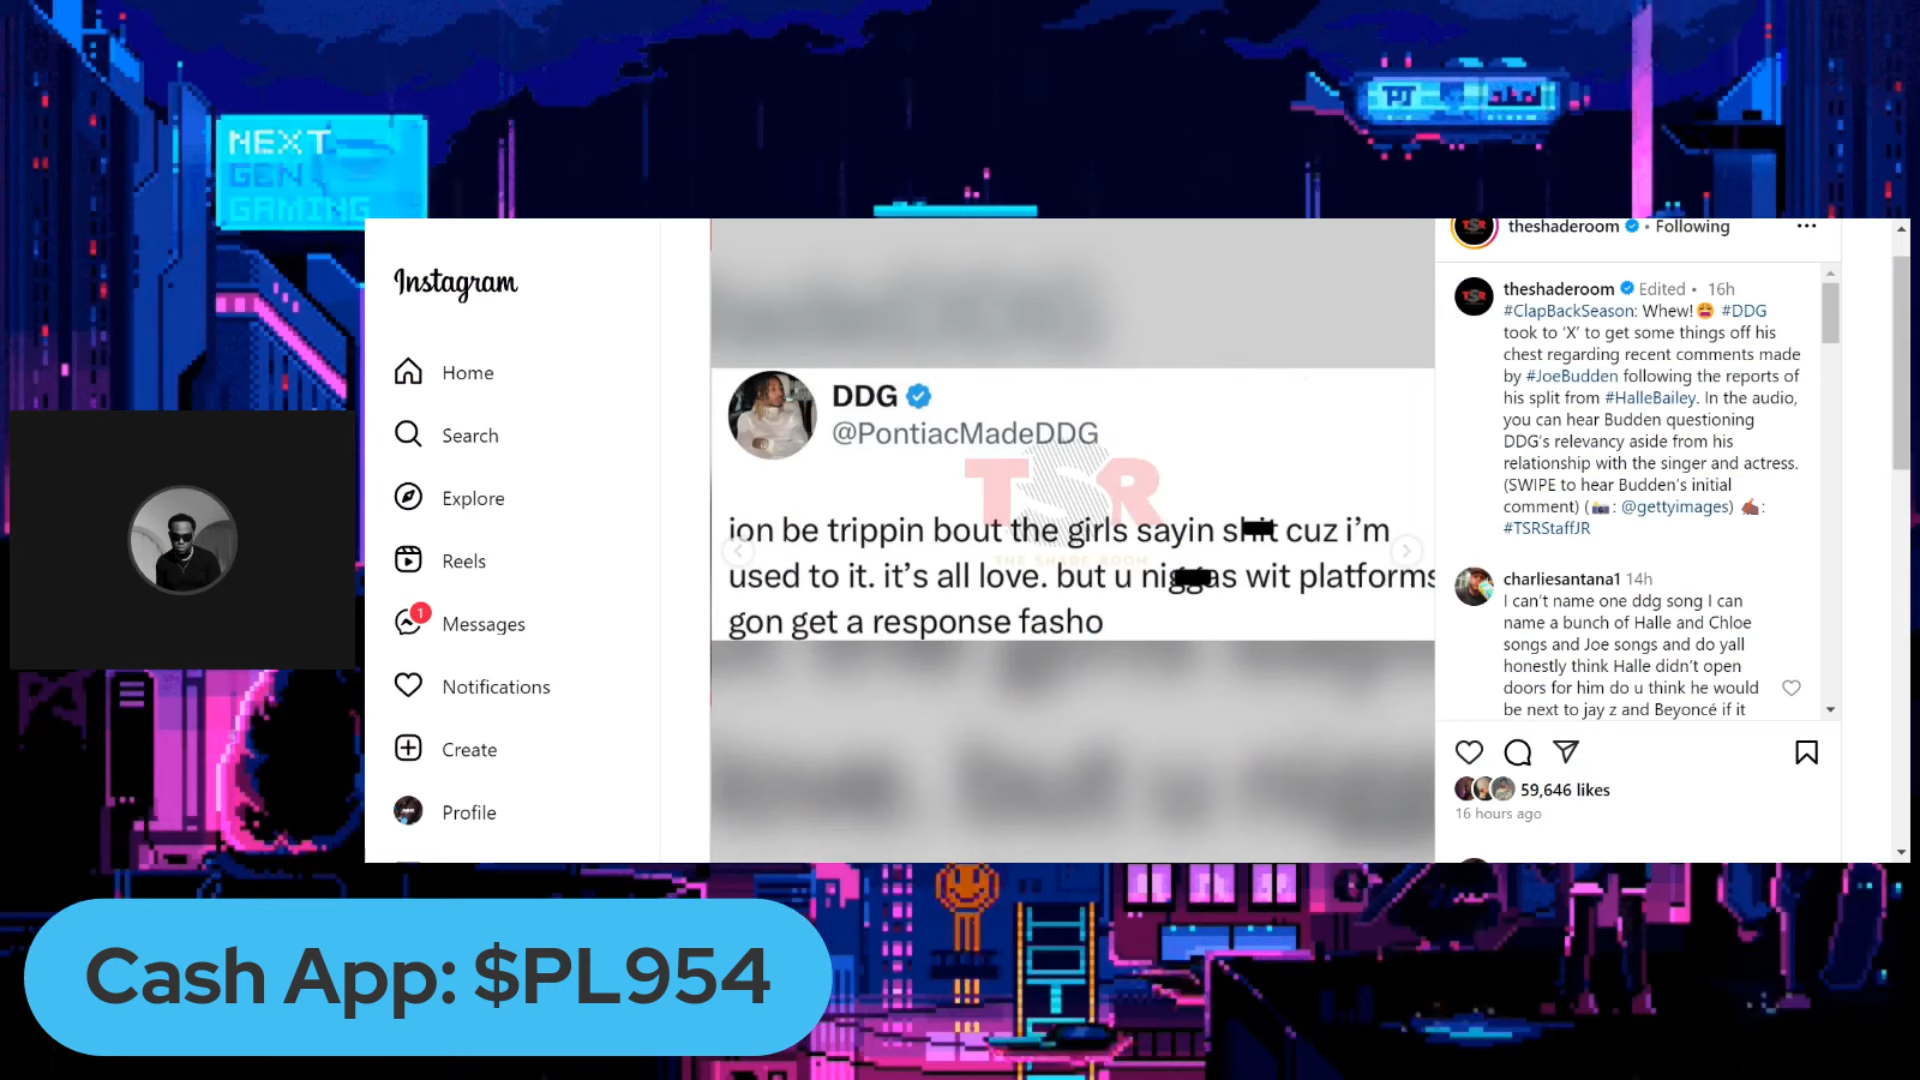 NEXT
GEN
GAMING
Instagram
Home
Search
Explore
Reels
1
Messages
Notifications
Create
Profile
DDG
@PontiacMadeDDG
TSR
THE SHADE ROOM
ion be trippin bout the girls sayin shit cuz i'm
used to it. it's all love. but u niggas wit platforms
gon get a response fasho
theshaderoom • Following
theshaderoom Edited • 16h
#ClapBackSeason: Whew!😩 #DDG
took to 'X' to get some things off his
chest regarding recent comments made
by #JoeBudden following the reports of
his split from #HalleBailey. In the audio,
you can hear Budden questioning
DDG's relevancy aside from his
relationship with the singer and actress.
(SWIPE to hear Budden's initial
comment) (📸: @gettyimages) ✍🏾:
#TSRStaffJR
charliesantana1 14h
I can't name one ddg song I can
name a bunch of Halle and Chloe
songs and Joe songs and do yall
honestly think Halle didn't open
doors for him do u think he would
be next to jay z and Beyoncé if it
59,646 likes
16 hours ago
Cash App: $PL954